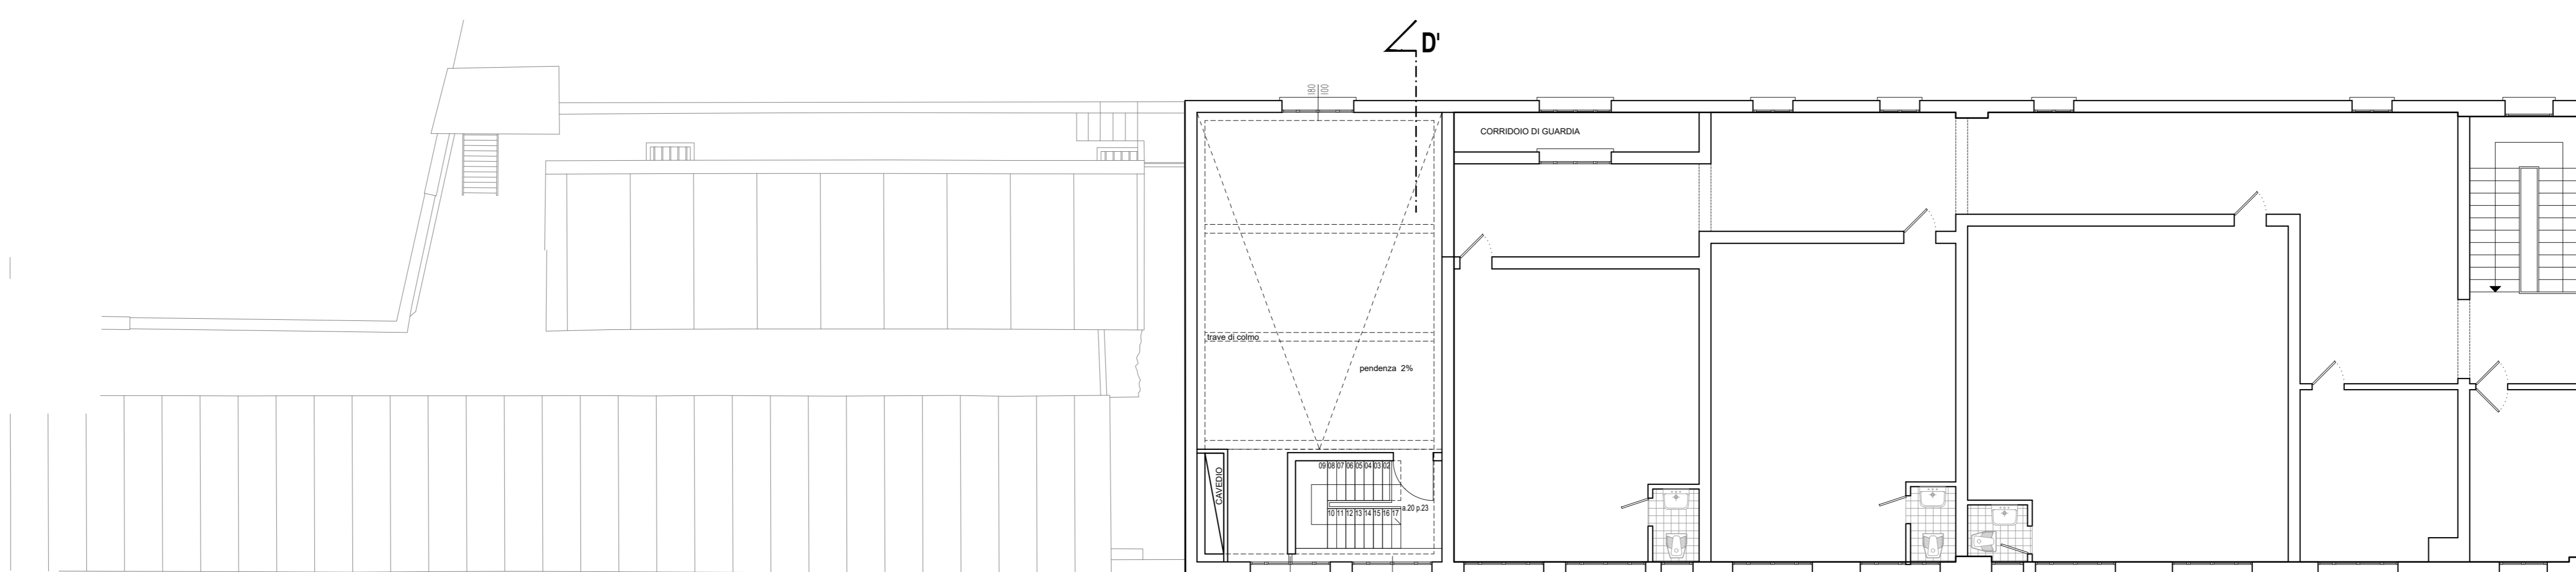 D'
180
100
CORRIDOIO DI GUARDIA
trave di colmo
pendenza 2%
CAVEDIO
09 08 07 06 05 04 03 02
10 11 12 13 14 15 16 17
a.20 p.23